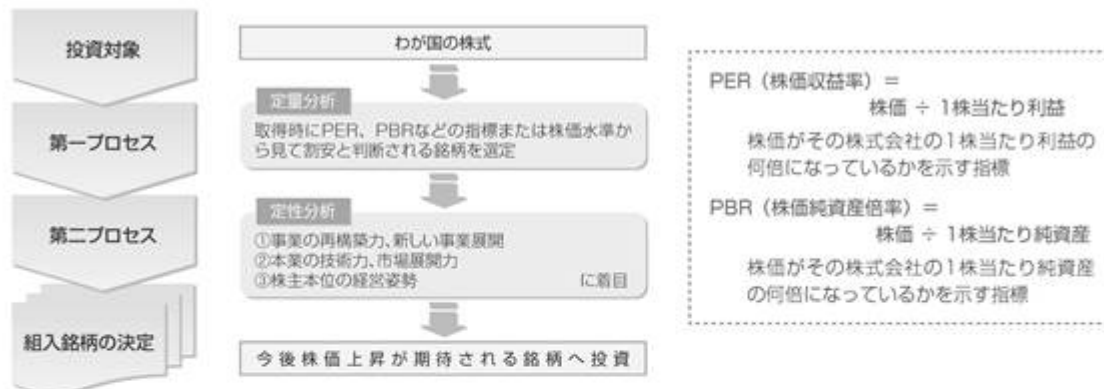 投資対象
わが国の株式
第一プロセス
定量分析
取得時にPER、PBRなどの指標または株価水準か
ら見て割安と判断される銘柄を選定
第二プロセス
定性分析
①事業の再構築力、新しい事業展開
②本業の技術力、市場展開力
③株主本位の経営姿勢 に着目
組入銘柄の決定
今後株価上昇が期待される銘柄へ投資
PER（株価収益率）＝
株価 ÷ 1株当たり利益
株価がその株式会社の1株当たり利益の
何倍になっているかを示す指標
PBR（株価純資産倍率）＝
株価 ÷ 1株当たり純資産
株価がその株式会社の1株当たり純資産
の何倍になっているかを示す指標